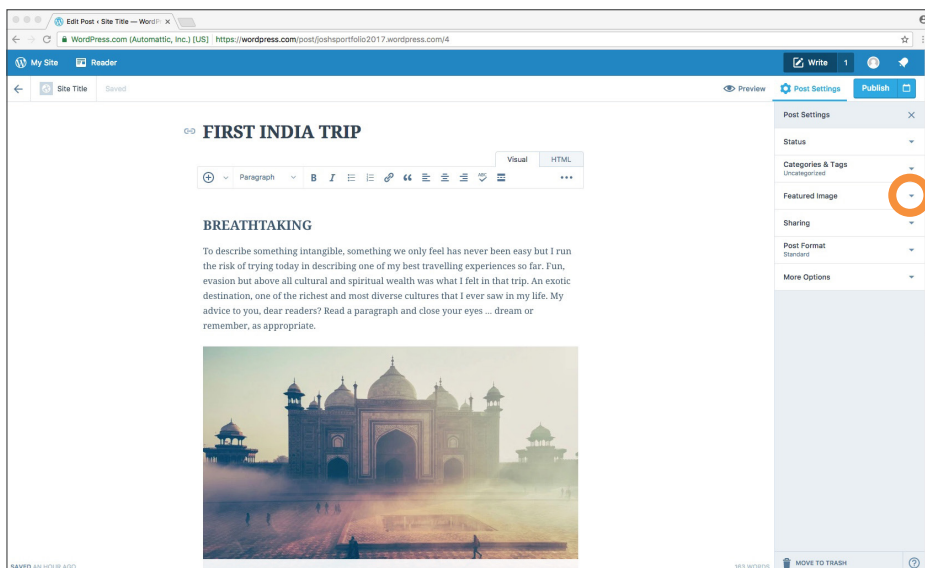 Edit Post ‹ Site Title — WordPr
WordPress.com (Automattic, Inc.) [US] https://wordpress.com/post/joshsportfolio2017.wordpress.com/4
My Site Reader Write 1
Site Title Saved Preview Post Settings Publish
Post Settings
FIRST INDIA TRIP
Visual HTML
Paragraph B I ABC
BREATHTAKING
To describe something intangible, something we only feel has never been easy but I run
the risk of trying today in describing one of my best travelling experiences so far. Fun,
evasion but above all cultural and spiritual wealth was what I felt in that trip. An exotic
destination, one of the richest and most diverse cultures that I ever saw in my life. My
advice to you, dear readers? Read a paragraph and close your eyes ... dream or
remember, as appropriate.
Status
Categories & Tags
Uncategorized
Featured Image
Sharing
Post Format
Standard
More Options
SAVED AN HOUR AGO
WORDS
MOVE TO TRASH